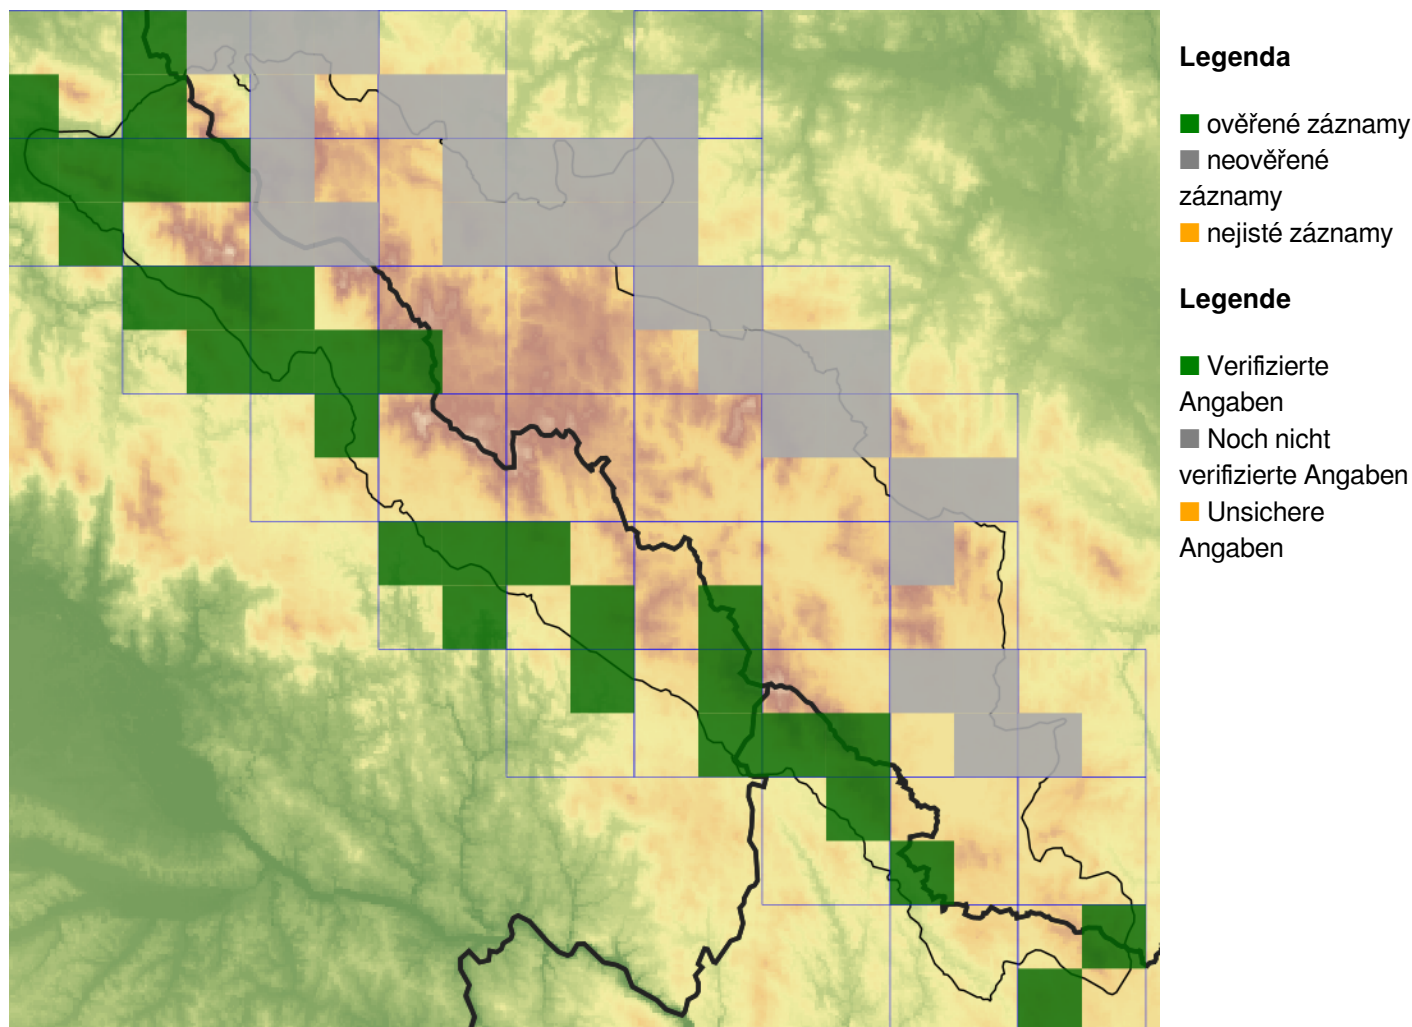 Legenda
ověřené záznamy
neověřené
záznamy
nejisté záznamy
Legende
Verifizierte
Angaben
Noch nicht
verifizierte Angaben
Unsichere
Angaben